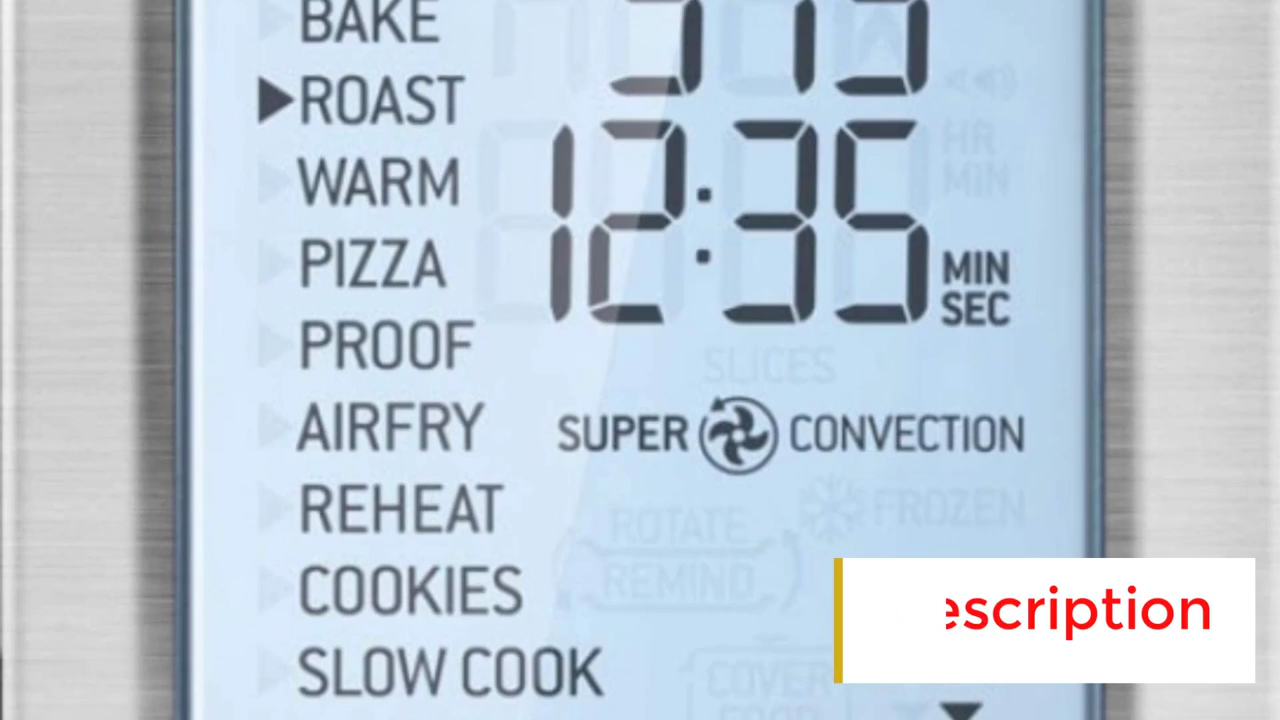 BAKE
ROAST
WARM
PIZZA
PROOF
AIRFRY
REHEAT
COOKIES
SLOW COOK
12:35
HR
MIN
MIN
SEC
SLICES
SUPER CONVECTION
FROZEN
ROTATE
REMIND
COVER
escription